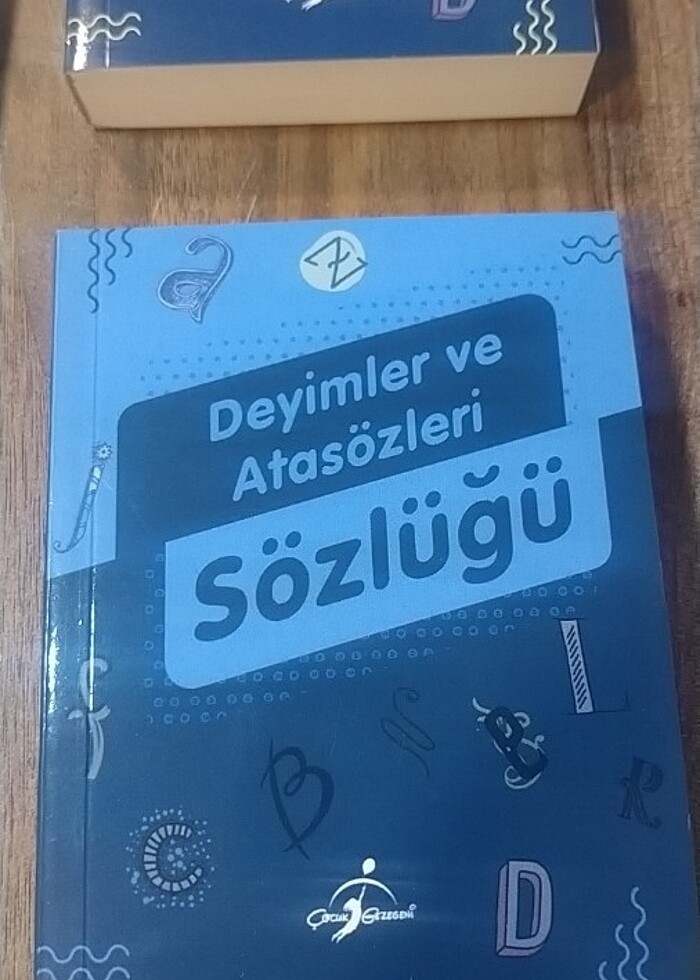 Deyimler ve
Atasözleri
Sözlüğü
ÇOCUK GEZEGENİ